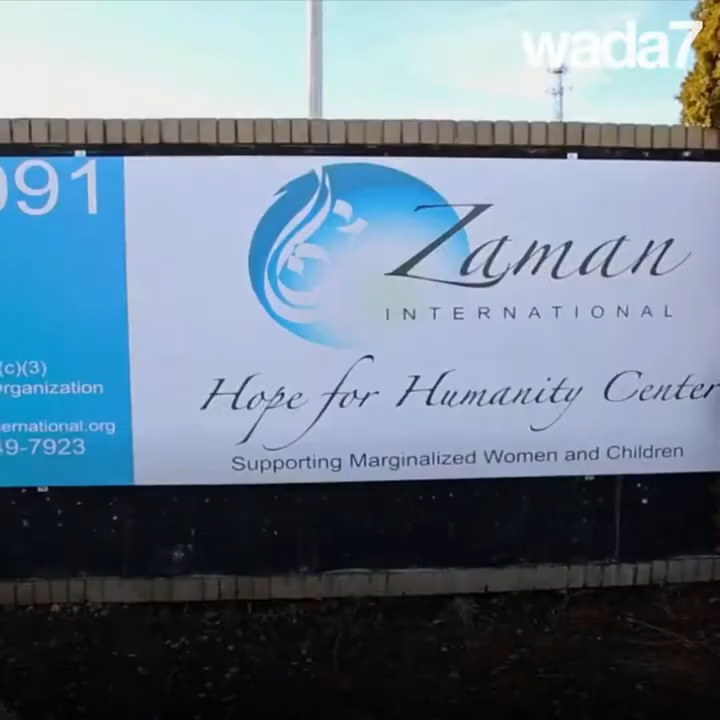 wada7
991
(c)(3)
Organization
ernational.org
49-7923
Zaman
INTERNATIONAL
Hope for Humanity Center
Supporting Marginalized Women and Children